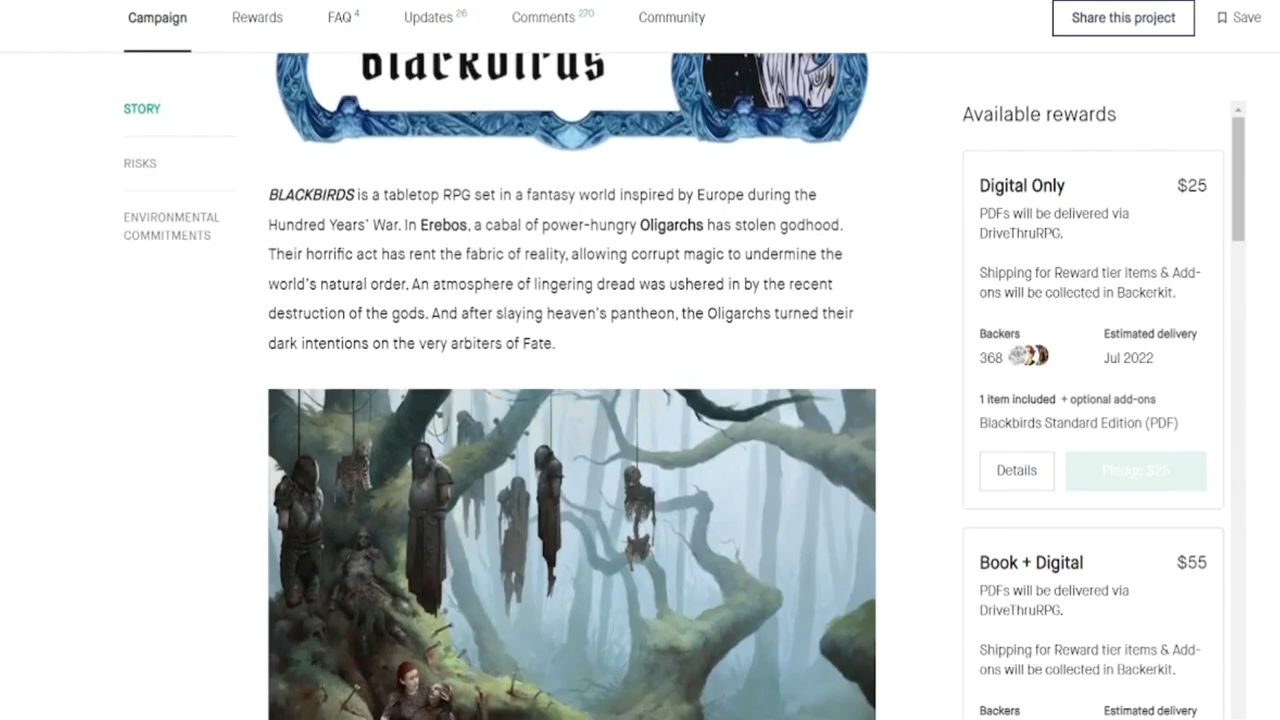 Campaign
Rewards
FAQ 4
Updates 26
Comments 270
Community
Share this project
Save
Blackbirds
STORY
RISKS
ENVIRONMENTAL
COMMITMENTS
BLACKBIRDS is a tabletop RPG set in a fantasy world inspired by Europe during the
Hundred Years' War. In Erebos, a cabal of power-hungry Oligarchs has stolen godhood.
Their horrific act has rent the fabric of reality, allowing corrupt magic to undermine the
world's natural order. An atmosphere of lingering dread was ushered in by the recent
destruction of the gods. And after slaying heaven's pantheon, the Oligarchs turned their
dark intentions on the very arbiters of Fate.
Available rewards
Digital Only $25
PDFs will be delivered via
DriveThruRPG.
Shipping for Reward tier items & Add-
ons will be collected in Backerkit.
Backers Estimated delivery
368 Jul 2022
1 item included + optional add-ons
Blackbirds Standard Edition (PDF)
Details Pledge $25
Book + Digital $55
PDFs will be delivered via
DriveThruRPG.
Shipping for Reward tier items & Add-
ons will be collected in Backerkit.
Backers Estimated delivery